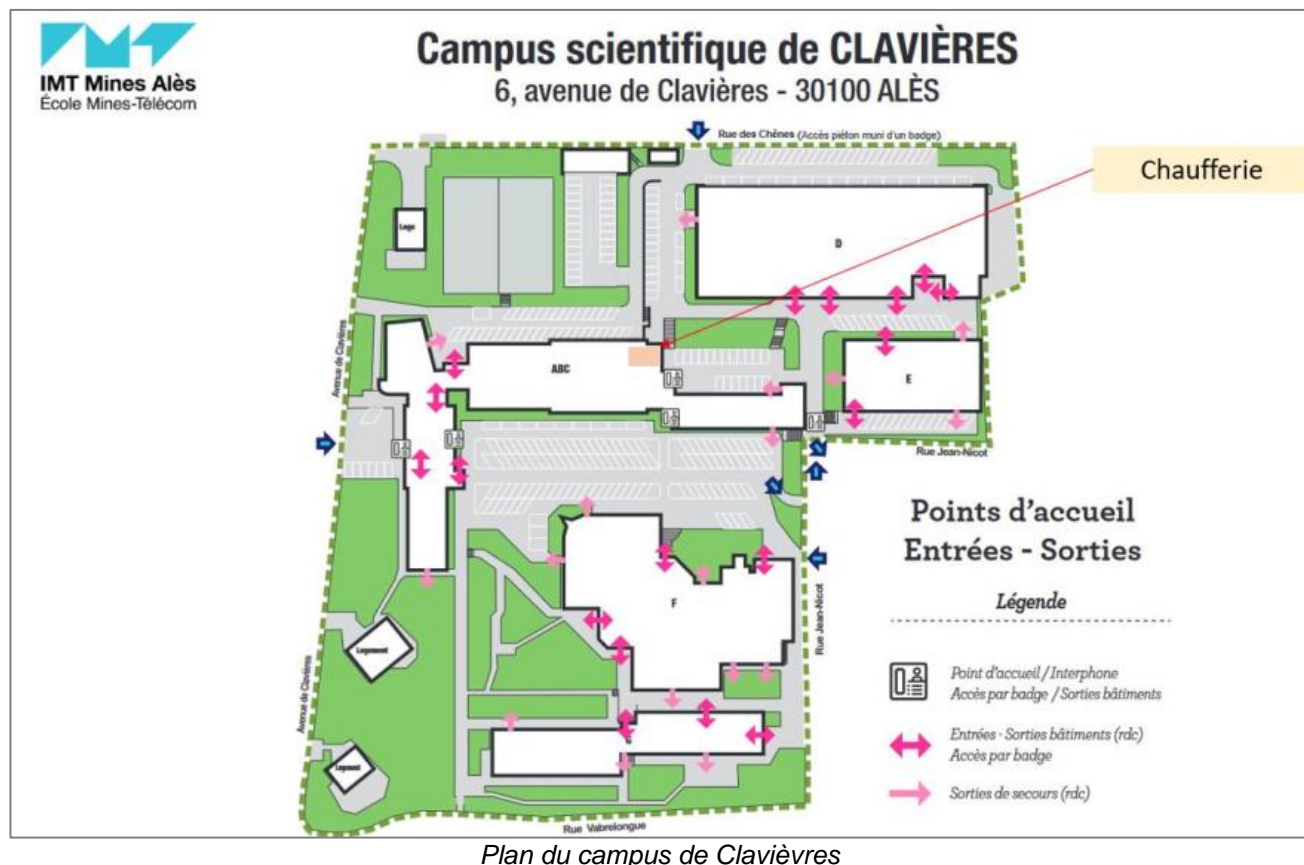 IMT Mines Alès
École Mines-Télécom
Campus scientifique de CLAVIÈRES
6, avenue de Clavières - 30100 ALÈS
Rue des Chênes (Accès piéton muni d'un badge)
Chaufferie
Loge
D
Avenue de Clavières
ABC
E
Rue Jean-Nicot
Points d'accueil
Entrées - Sorties
Légende
F
Rue Jean-Nicot
Logement
Point d'accueil / Interphone
Accès par badge / Sorties bâtiments
Avenue de Clavières
G
Entrées - Sorties bâtiments (rdc)
Accès par badge
Logement
Sorties de secours (rdc)
Rue Vabrelongue
Plan du campus de Clavièvres